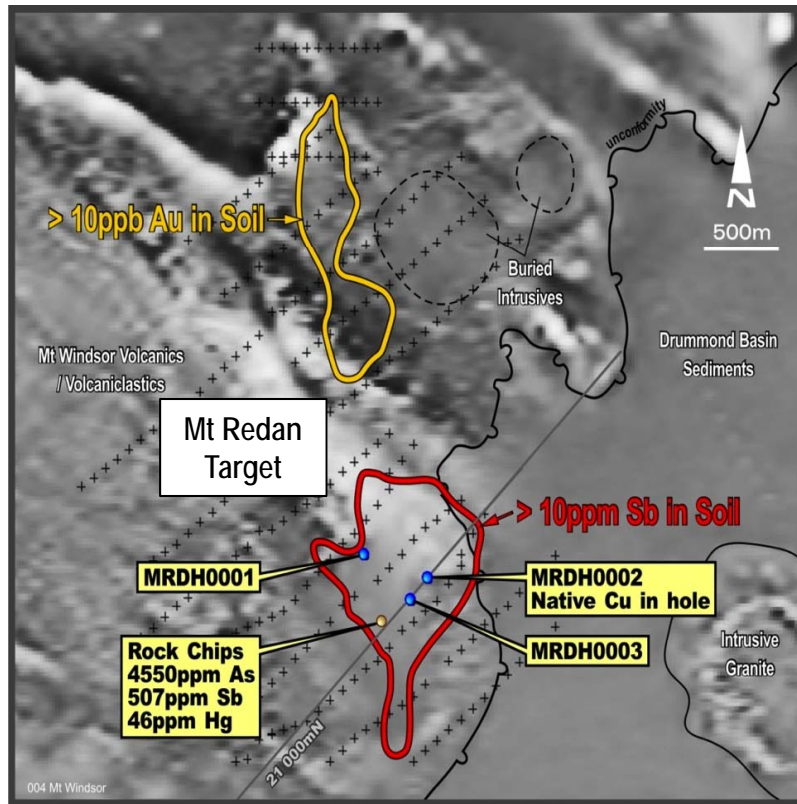 unconformity
N
500m
> 10ppb Au in Soil
Buried
Intrusives
Mt Windsor Volcanics
/ Volcaniclastics
Drummond Basin
Sediments
Mt Redan
Target
> 10ppm Sb in Soil
MRDH0001
MRDH0002
Native Cu in hole
Rock Chips
4550ppm As
507ppm Sb
46ppm Hg
MRDH0003
Intrusive
Granite
21 000mN
004 Mt Windsor